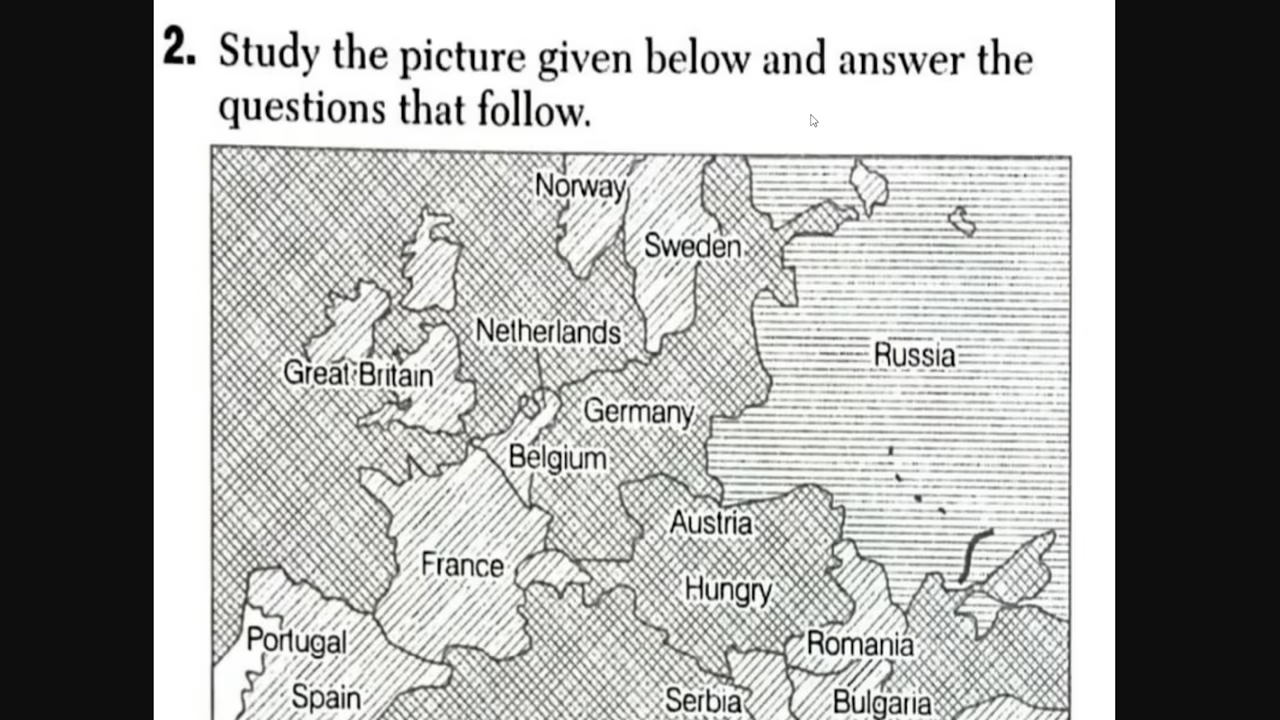 2. Study the picture given below and answer the
questions that follow.
Norway
Sweden
Netherlands
Russia
Great Britain
Germany
Belgium
Austria
France
Hungry
Portugal
Romania
Spain
Serbia
Bulgaria